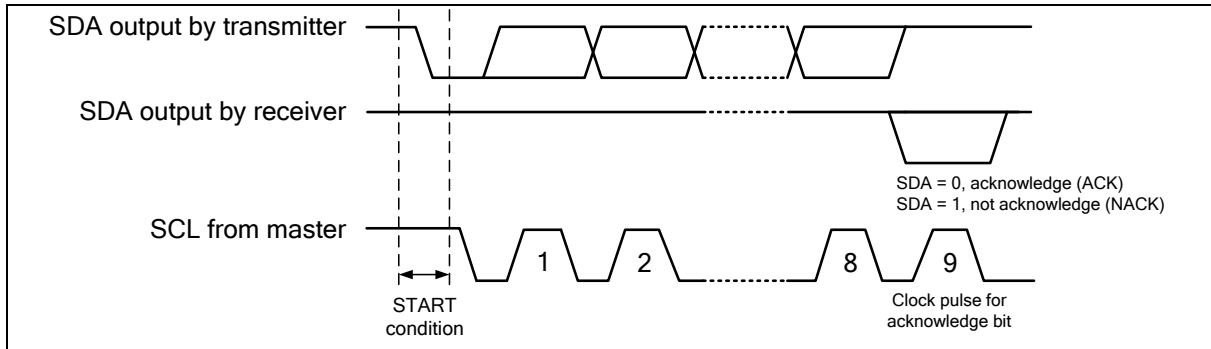 SDA output by transmitter
SDA output by receiver
SDA = 0, acknowledge (ACK)
SDA = 1, not acknowledge (NACK)
SCL from master
1
2
8
9
START
condition
Clock pulse for
acknowledge bit